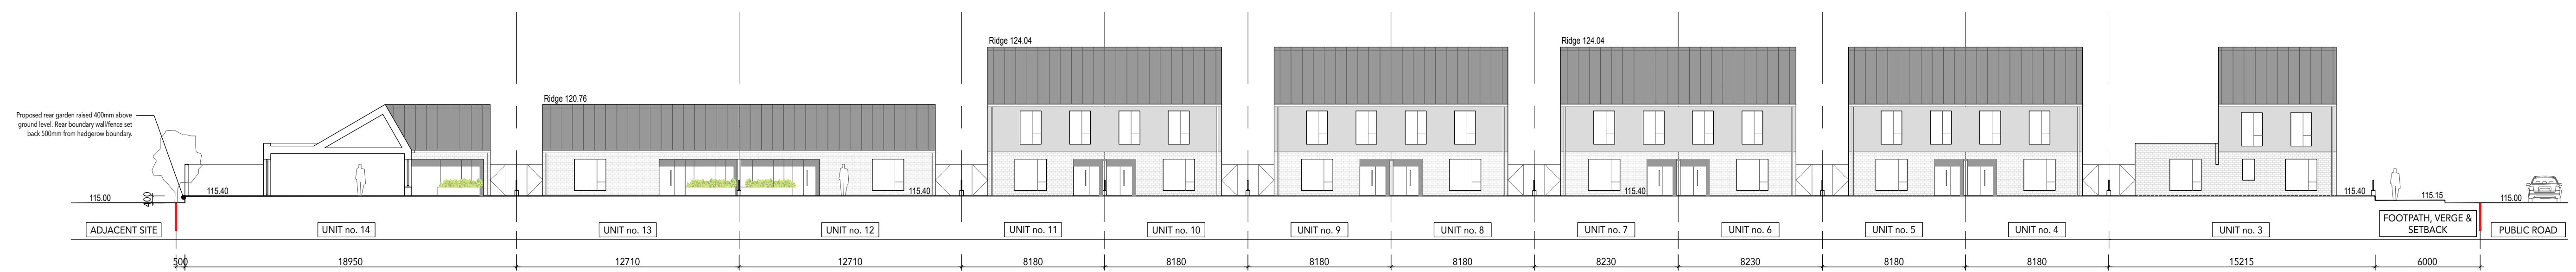 Ridge 124.04
Ridge 124.04
Ridge 120.76
Proposed rear garden raised 400mm above
ground level. Rear boundary wall/fence set
back 500mm from hedgerow boundary.
115.00
400
115.40
115.40
115.40
115.40
115.15
115.00
ADJACENT SITE
UNIT no. 14
UNIT no. 13
UNIT no. 12
UNIT no. 11
UNIT no. 10
UNIT no. 9
UNIT no. 8
UNIT no. 7
UNIT no. 6
UNIT no. 5
UNIT no. 4
UNIT no. 3
FOOTPATH, VERGE &
SETBACK
PUBLIC ROAD
500
18950
12710
12710
8180
8180
8180
8180
8230
8230
8180
8180
15215
6000